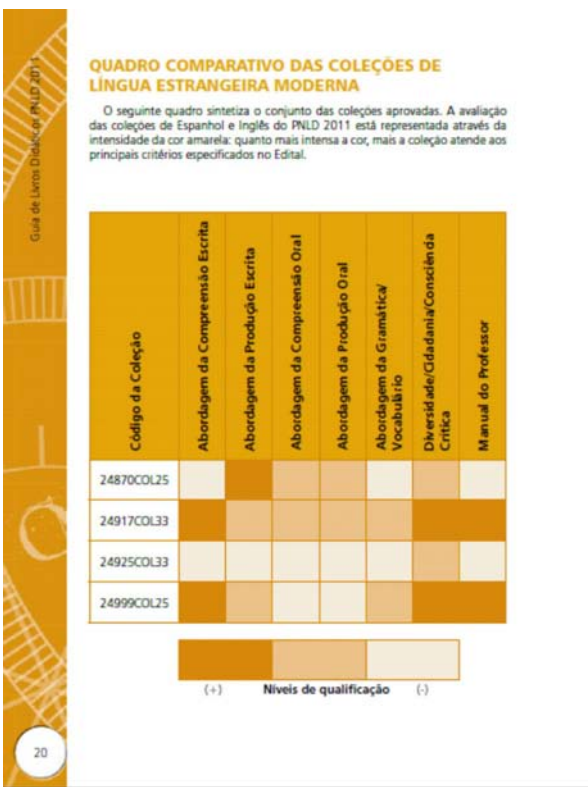 Guia de Livros Didáticos PNLD 2011
QUADRO COMPARATIVO DAS COLEÇÕES DE
LÍNGUA ESTRANGEIRA MODERNA
O seguinte quadro sintetiza o conjunto das coleções aprovadas. A avaliação
das coleções de Espanhol e Inglês do PNLD 2011 está representada através da
intensidade da cor amarela: quanto mais intensa a cor, mais a coleção atende aos
principais critérios especificados no Edital.
Código da Coleção
Abordagem da Compreensão Escrita
Abordagem da Produção Escrita
Abordagem da Compreensão Oral
Abordagem da Produção Oral
Abordagem da Gramática/
Vocabulário
Diversidade/Cidadania/Consciência
Crítica
Manual do Professor
24870COL25
24917COL33
24925COL33
24999COL25
(+) Níveis de qualificação (-)
20